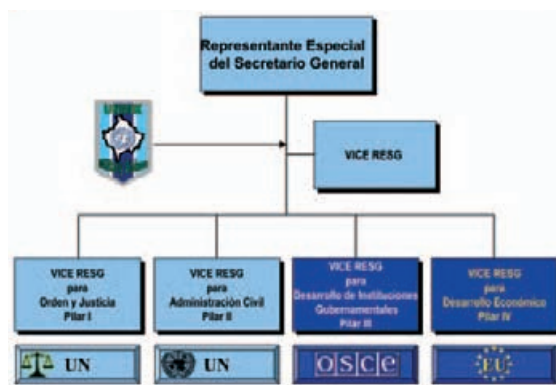 Representante Especial
del Secretario General
VICE RESG
VICE RESG
para
Orden y Justicia
Pilar I
VICE RESG
para
Administración Civil
Pilar II
VICE RESG
para
Desarrollo de Instituciones
Gubernamentales
Pilar III
VICE RESG
para
Desarrollo Económico
Pilar IV
UN
UN
osce
EU